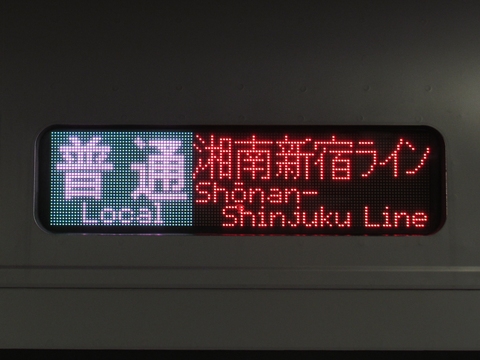 普通
Local
湘南新宿ライン
Shōnan-
Shinjuku Line